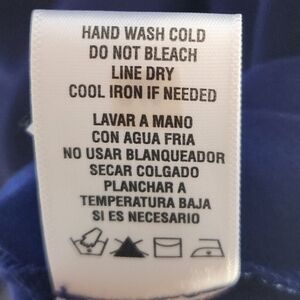 HAND WASH COLD
DO NOT BLEACH
LINE DRY
COOL IRON IF NEEDED
LAVAR A MANO
CON AGUA FRIA
NO USAR BLANQUEADOR
SECAR COLGADO
PLANCHAR A
TEMPERATURA BAJA
SI ES NECESARIO